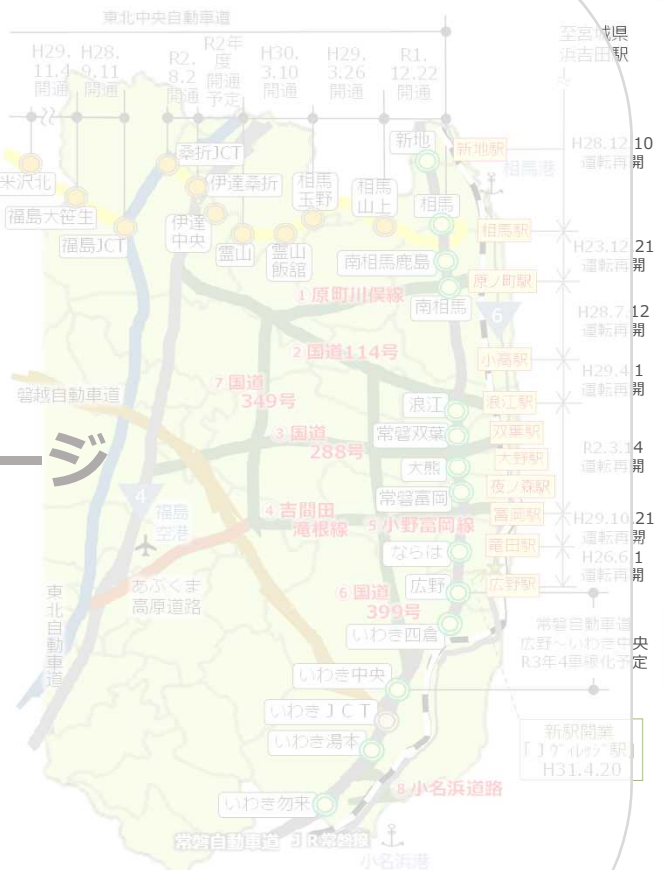 東北中央自動車道
至宮城県
浜吉田駅
H29.
11.4
開通
H28.
9.11
開通
R2.
8.2
開通
R2年
度
開通
予定
H30.
3.10
開通
H29.
3.26
開通
R1.
12.22
開通
新地
新地駅
H28.12.10
運転再開
桑折JCT
相馬港
米沢北
伊達桑折
相馬
玉野
相馬
山上
相馬
福島大笹生
伊達
中央
相馬駅
福島JCT
霊山
霊山
飯舘
南相馬鹿島
H23.12.21
運転再開
原ノ町駅
1 原町川俣線
南相馬
6
H28.7.12
運転再開
2 国道114号
小高駅
7 国道
349号
H29.4.1
運転再開
磐越自動車道
浪江
浪江駅
3 国道
288号
常磐双葉
双葉駅
ージ
大熊
大野駅
R2.3.14
運転再開
常磐富岡
夜ノ森駅
4
福島
空港
4 吉間田
滝根線
5 小野富岡線
富岡駅
H29.10.21
運転再開
ならは
竜田駅
H26.6.1
運転再開
東北自動車道
あぶくま
高原道路
6 国道
399号
広野
広野駅
いわき四倉
常磐自動車道
広野～いわき中央
R3年4車線化予定
いわき中央
いわきＪＣＴ
いわき湯本
新駅開業
「Ｊヴィレッジ駅」
H31.4.20
8 小名浜道路
いわき勿来
常磐自動車道
ＪＲ常磐線
小名浜港